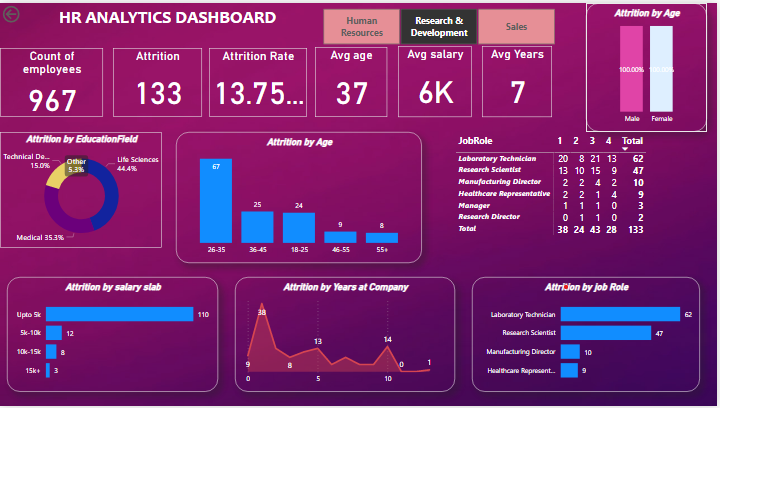 HR ANALYTICS DASHBOARD
Human
Resources
Research &
Development
Sales
Attrition by Age
100.00%
100.00%
Male
Female
Count of
employees
967
Attrition
133
Attrition Rate
13.75...
Avg age
37
Avg salary
6K
Avg Years
7
Attrition by EducationField
Technical De...
15.0%
Other
5.3%
Life Sciences
44.4%
Medical 35.3%
Attrition by Age
67
25
24
9
8
26-35 36-45 18-25 46-55 55+
JobRole 1 2 3 4 Total
Laboratory Technician 20 8 21 13 62
Research Scientist 13 10 15 9 47
Manufacturing Director 2 2 4 2 10
Healthcare Representative 2 2 1 4 9
Manager 1 1 1 0 3
Research Director 0 1 1 0 2
Total 38 24 43 28 133
Attrition by salary slab
Upto 5k 110
5k-10k 12
10k-15k 8
15k+ 3
Attrition by Years at Company
38
9
8
13
14
0
1
0 5 10
Attrition by job Role
Laboratory Technician 62
Research Scientist 47
Manufacturing Director 10
Healthcare Represent... 9